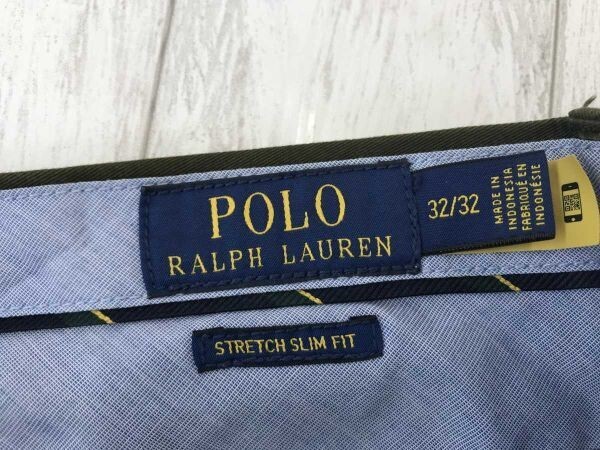 POLO
RALPH LAUREN
32/32
MADE IN
INDONESIA
FABRIQUÉ EN
INDONÉSIE
STRETCH SLIM FIT